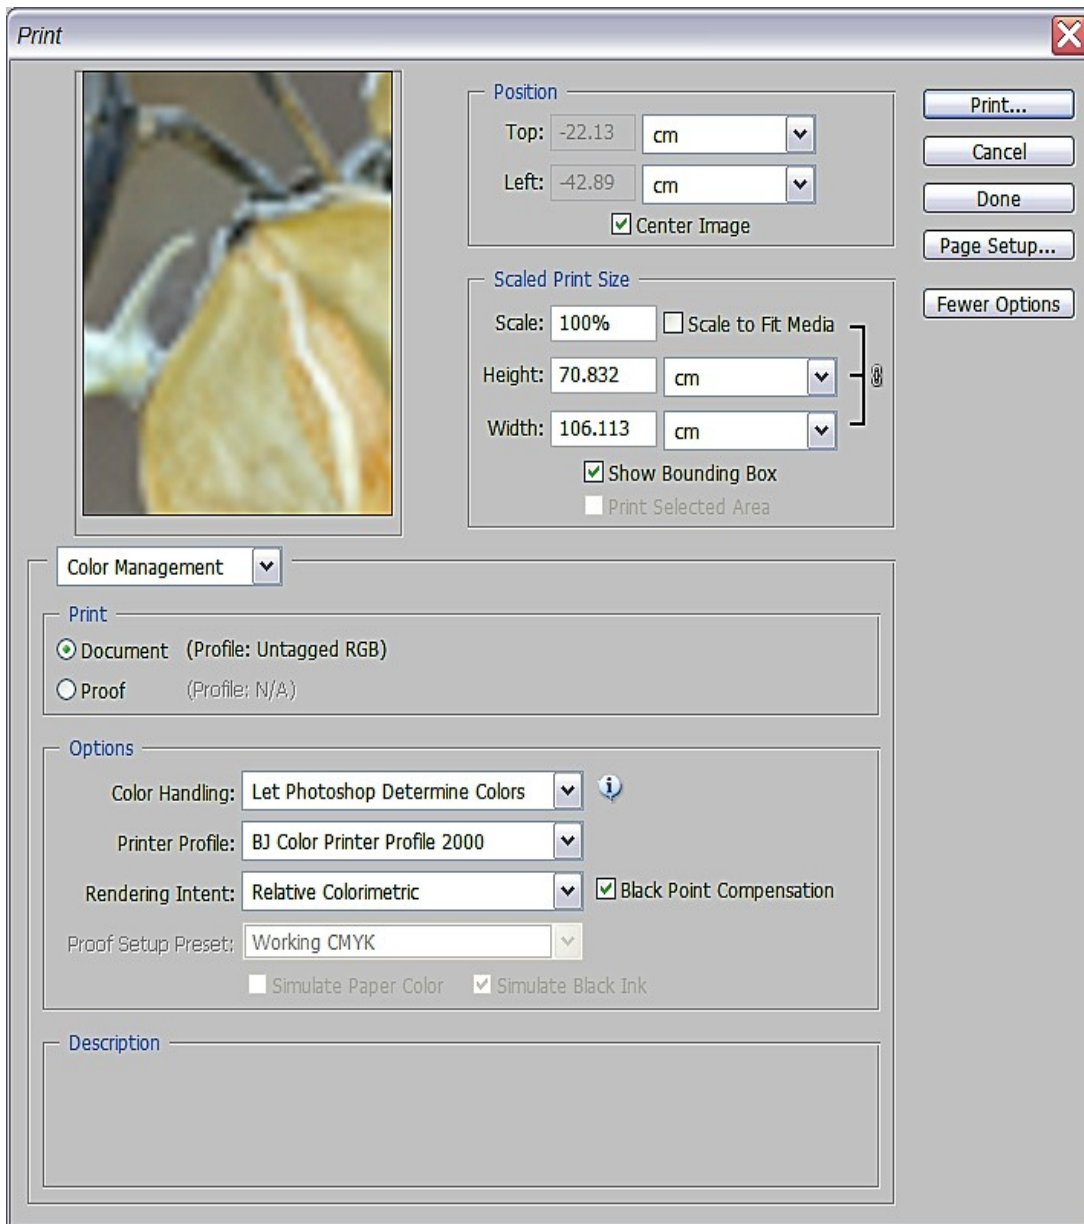 Print
Position
Top: -22.13 cm
Left: -42.89 cm
Center Image
Scaled Print Size
Scale: 100% Scale to Fit Media
Height: 70.832 cm
Width: 106.113 cm
Show Bounding Box
Print Selected Area
Print...
Cancel
Done
Page Setup...
Fewer Options
Color Management
Print
Document (Profile: Untagged RGB)
Proof (Profile: N/A)
Options
Color Handling: Let Photoshop Determine Colors
Printer Profile: BJ Color Printer Profile 2000
Rendering Intent: Relative Colorimetric Black Point Compensation
Proof Setup Preset: Working CMYK
Simulate Paper Color Simulate Black Ink
Description